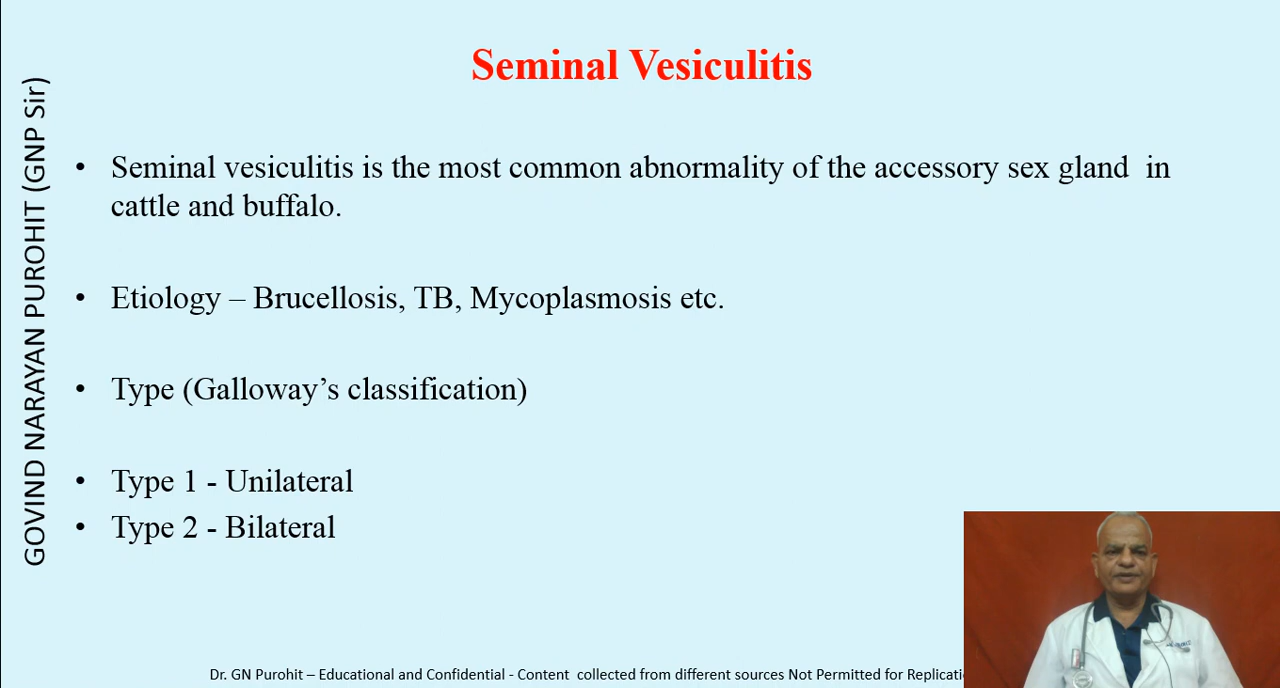 Seminal Vesiculitis
GOVIND NARAYAN PUROHIT (GNP Sir)
• Seminal vesiculitis is the most common abnormality of the accessory sex gland in
cattle and buffalo.
• Etiology – Brucellosis, TB, Mycoplasmosis etc.
• Type (Galloway’s classification)
• Type 1 - Unilateral
• Type 2 - Bilateral
Dr. GN Purohit – Educational and Confidential - Content collected from different sources Not Permitted for